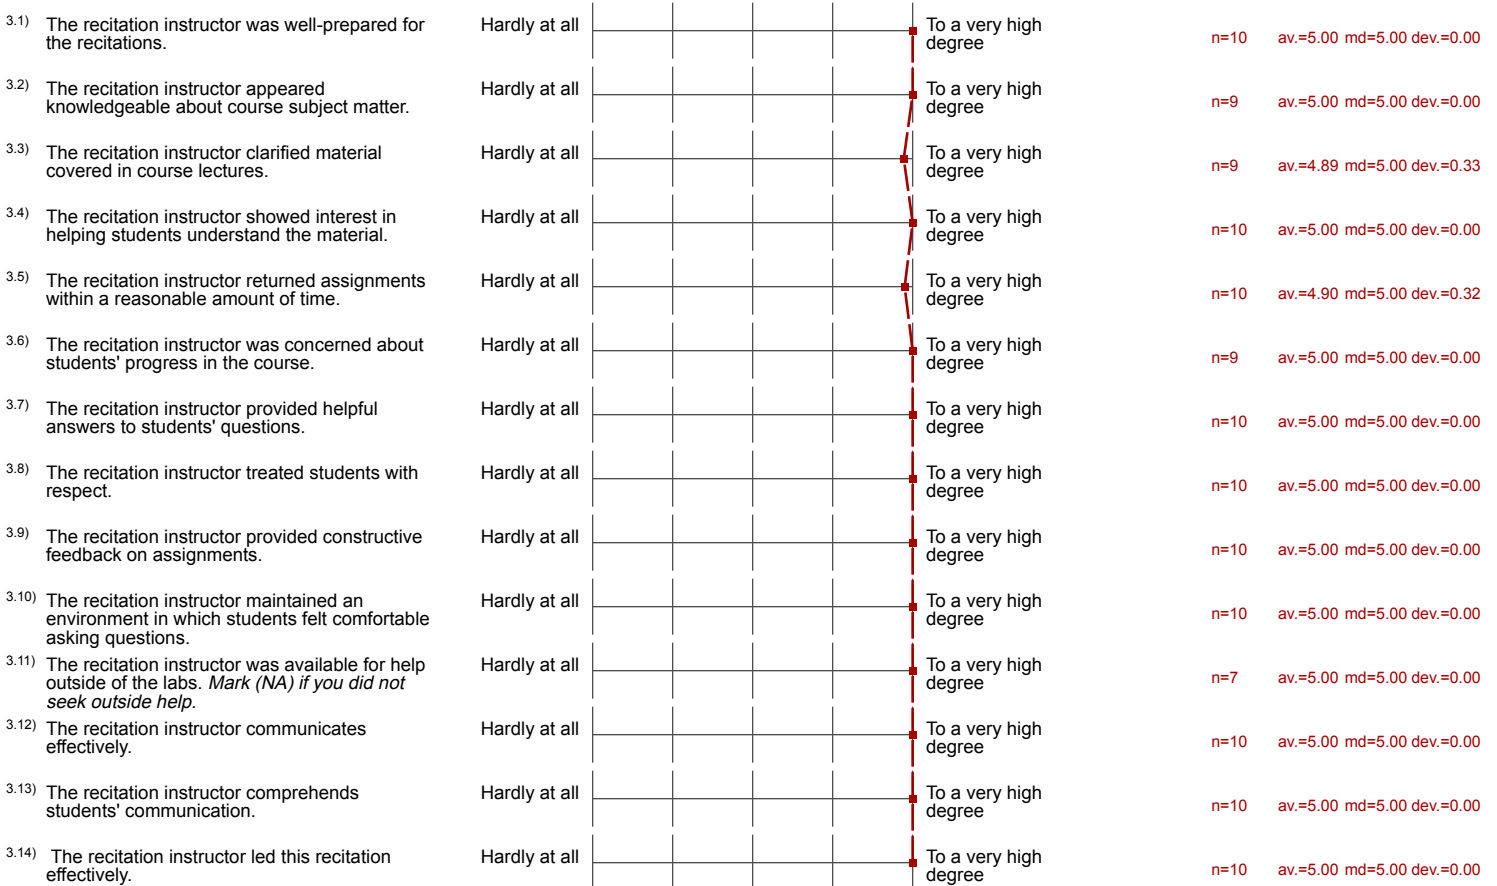 3.1) The recitation instructor was well-prepared for Hardly at all To a very high
the recitations. degree n=10 av.=5.00 md=5.00 dev.=0.00
3.2) The recitation instructor appeared Hardly at all To a very high
knowledgeable about course subject matter. degree n=9 av.=5.00 md=5.00 dev.=0.00
3.3) The recitation instructor clarified material Hardly at all To a very high
covered in course lectures. degree n=9 av.=4.89 md=5.00 dev.=0.33
3.4) The recitation instructor showed interest in Hardly at all To a very high
helping students understand the material. degree n=10 av.=5.00 md=5.00 dev.=0.00
3.5) The recitation instructor returned assignments Hardly at all To a very high
within a reasonable amount of time. degree n=10 av.=4.90 md=5.00 dev.=0.32
3.6) The recitation instructor was concerned about Hardly at all To a very high
students' progress in the course. degree n=9 av.=5.00 md=5.00 dev.=0.00
3.7) The recitation instructor provided helpful Hardly at all To a very high
answers to students' questions. degree n=10 av.=5.00 md=5.00 dev.=0.00
3.8) The recitation instructor treated students with Hardly at all To a very high
respect. degree n=10 av.=5.00 md=5.00 dev.=0.00
3.9) The recitation instructor provided constructive Hardly at all To a very high
feedback on assignments. degree n=10 av.=5.00 md=5.00 dev.=0.00
3.10) The recitation instructor maintained an Hardly at all To a very high
environment in which students felt comfortable degree n=10 av.=5.00 md=5.00 dev.=0.00
asking questions.
3.11) The recitation instructor was available for help Hardly at all To a very high
outside of the labs. Mark (NA) if you did not degree n=7 av.=5.00 md=5.00 dev.=0.00
seek outside help.
3.12) The recitation instructor communicates Hardly at all To a very high
effectively. degree n=10 av.=5.00 md=5.00 dev.=0.00
3.13) The recitation instructor comprehends Hardly at all To a very high
students' communication. degree n=10 av.=5.00 md=5.00 dev.=0.00
3.14) The recitation instructor led this recitation Hardly at all To a very high
effectively. degree n=10 av.=5.00 md=5.00 dev.=0.00